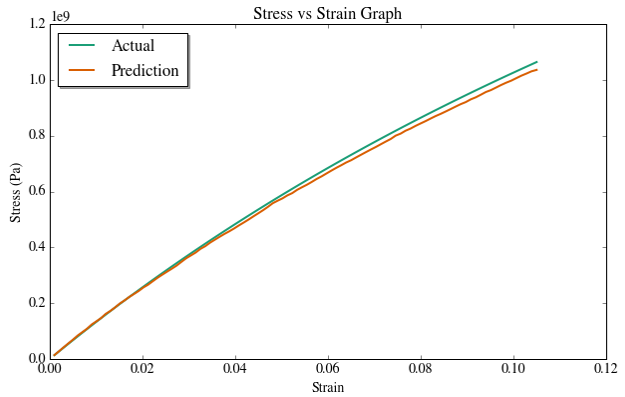 Stress vs Strain Graph
1e9
Actual
Prediction
Stress (Pa)
1.2
1.0
0.8
0.6
0.4
0.2
0.0
0.00 0.02 0.04 0.06 0.08 0.10 0.12
Strain